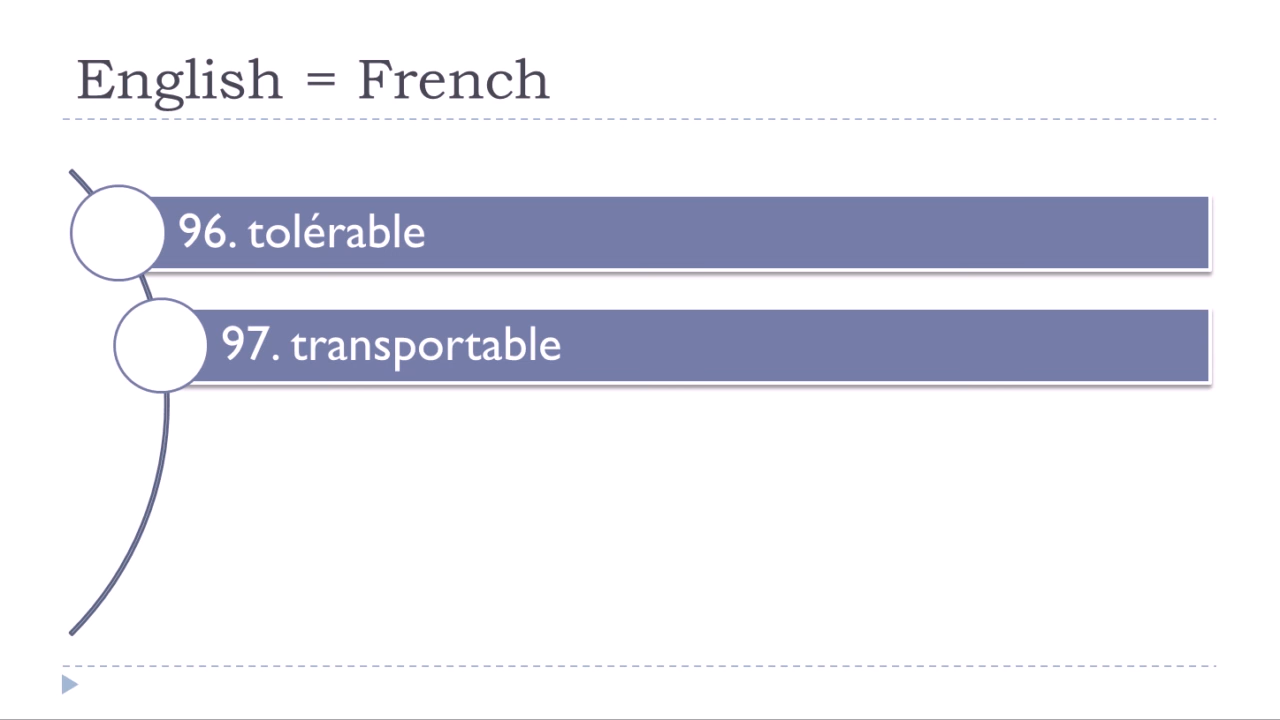 English = French
96. tolérable
97. transportable